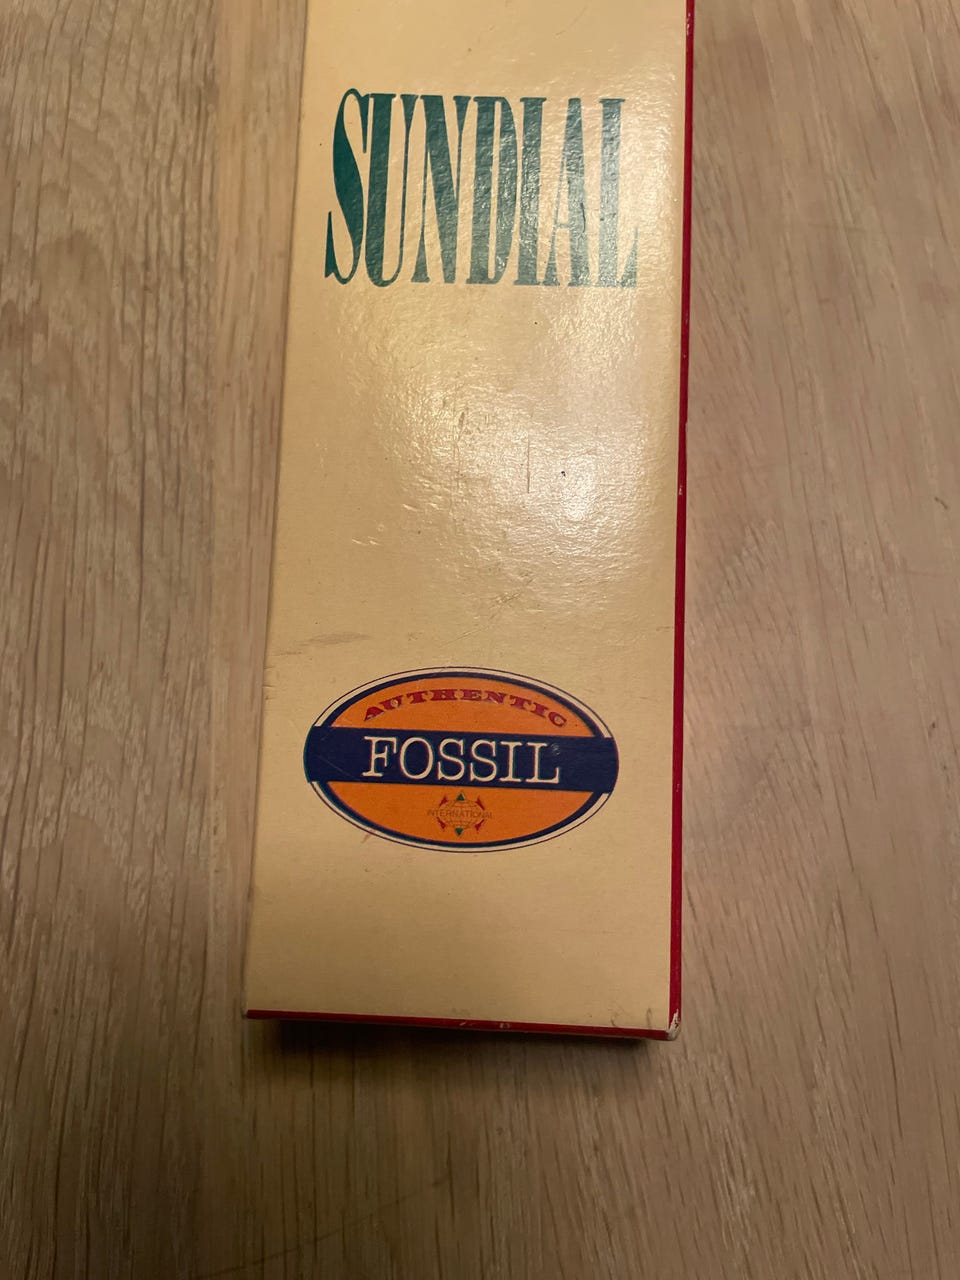 SUNDIAL
AUTHENTIC
FOSSIL®
INTERNATIONAL